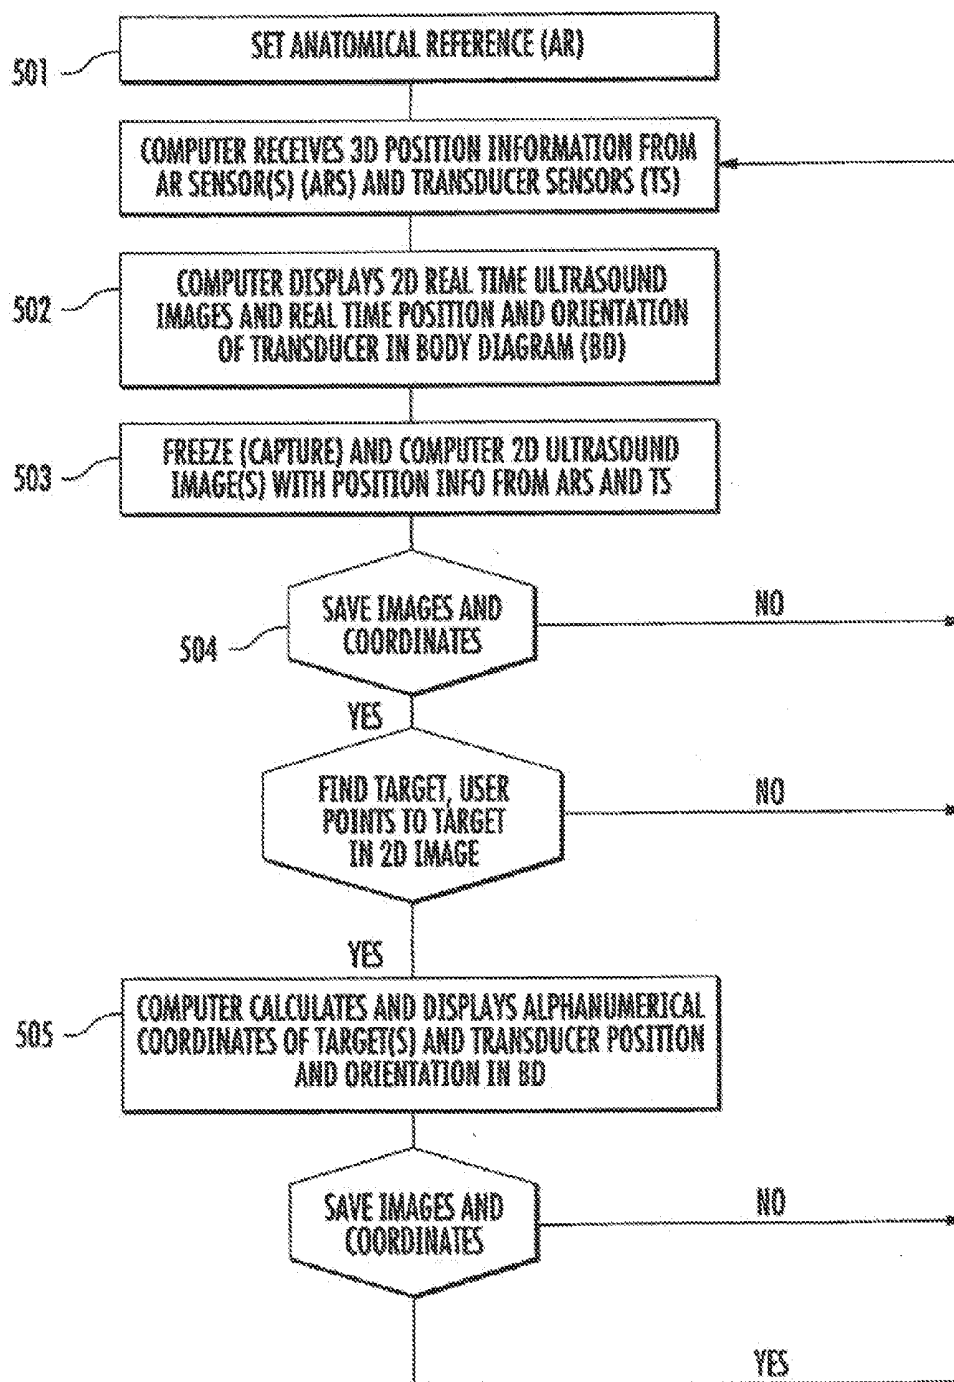 SET ANATOMICAL REFERENCE (AR)
501
COMPUTER RECEIVES 3D POSITION INFORMATION FROM
AR SENSOR(S) (ARS) AND TRANSDUCER SENSORS (TS)
COMPUTER DISPLAYS 2D REAL TIME ULTRASOUND
IMAGES AND REAL TIME POSITION AND ORIENTATION
OF TRANSDUCER IN BODY DIAGRAM (BD)
502
FREEZE (CAPTURE) AND COMPUTER 2D ULTRASOUND
IMAGE(S) WITH POSITION INFO FROM ARS AND TS
503
SAVE IMAGES AND
COORDINATES
504
NO
YES
FIND TARGET, USER
POINTS TO TARGET
IN 2D IMAGE
NO
YES
COMPUTER CALCULATES AND DISPLAYS ALPHANUMERICAL
COORDINATES OF TARGET(S) AND TRANSDUCER POSITION
AND ORIENTATION IN BD
505
SAVE IMAGES AND
COORDINATES
NO
YES